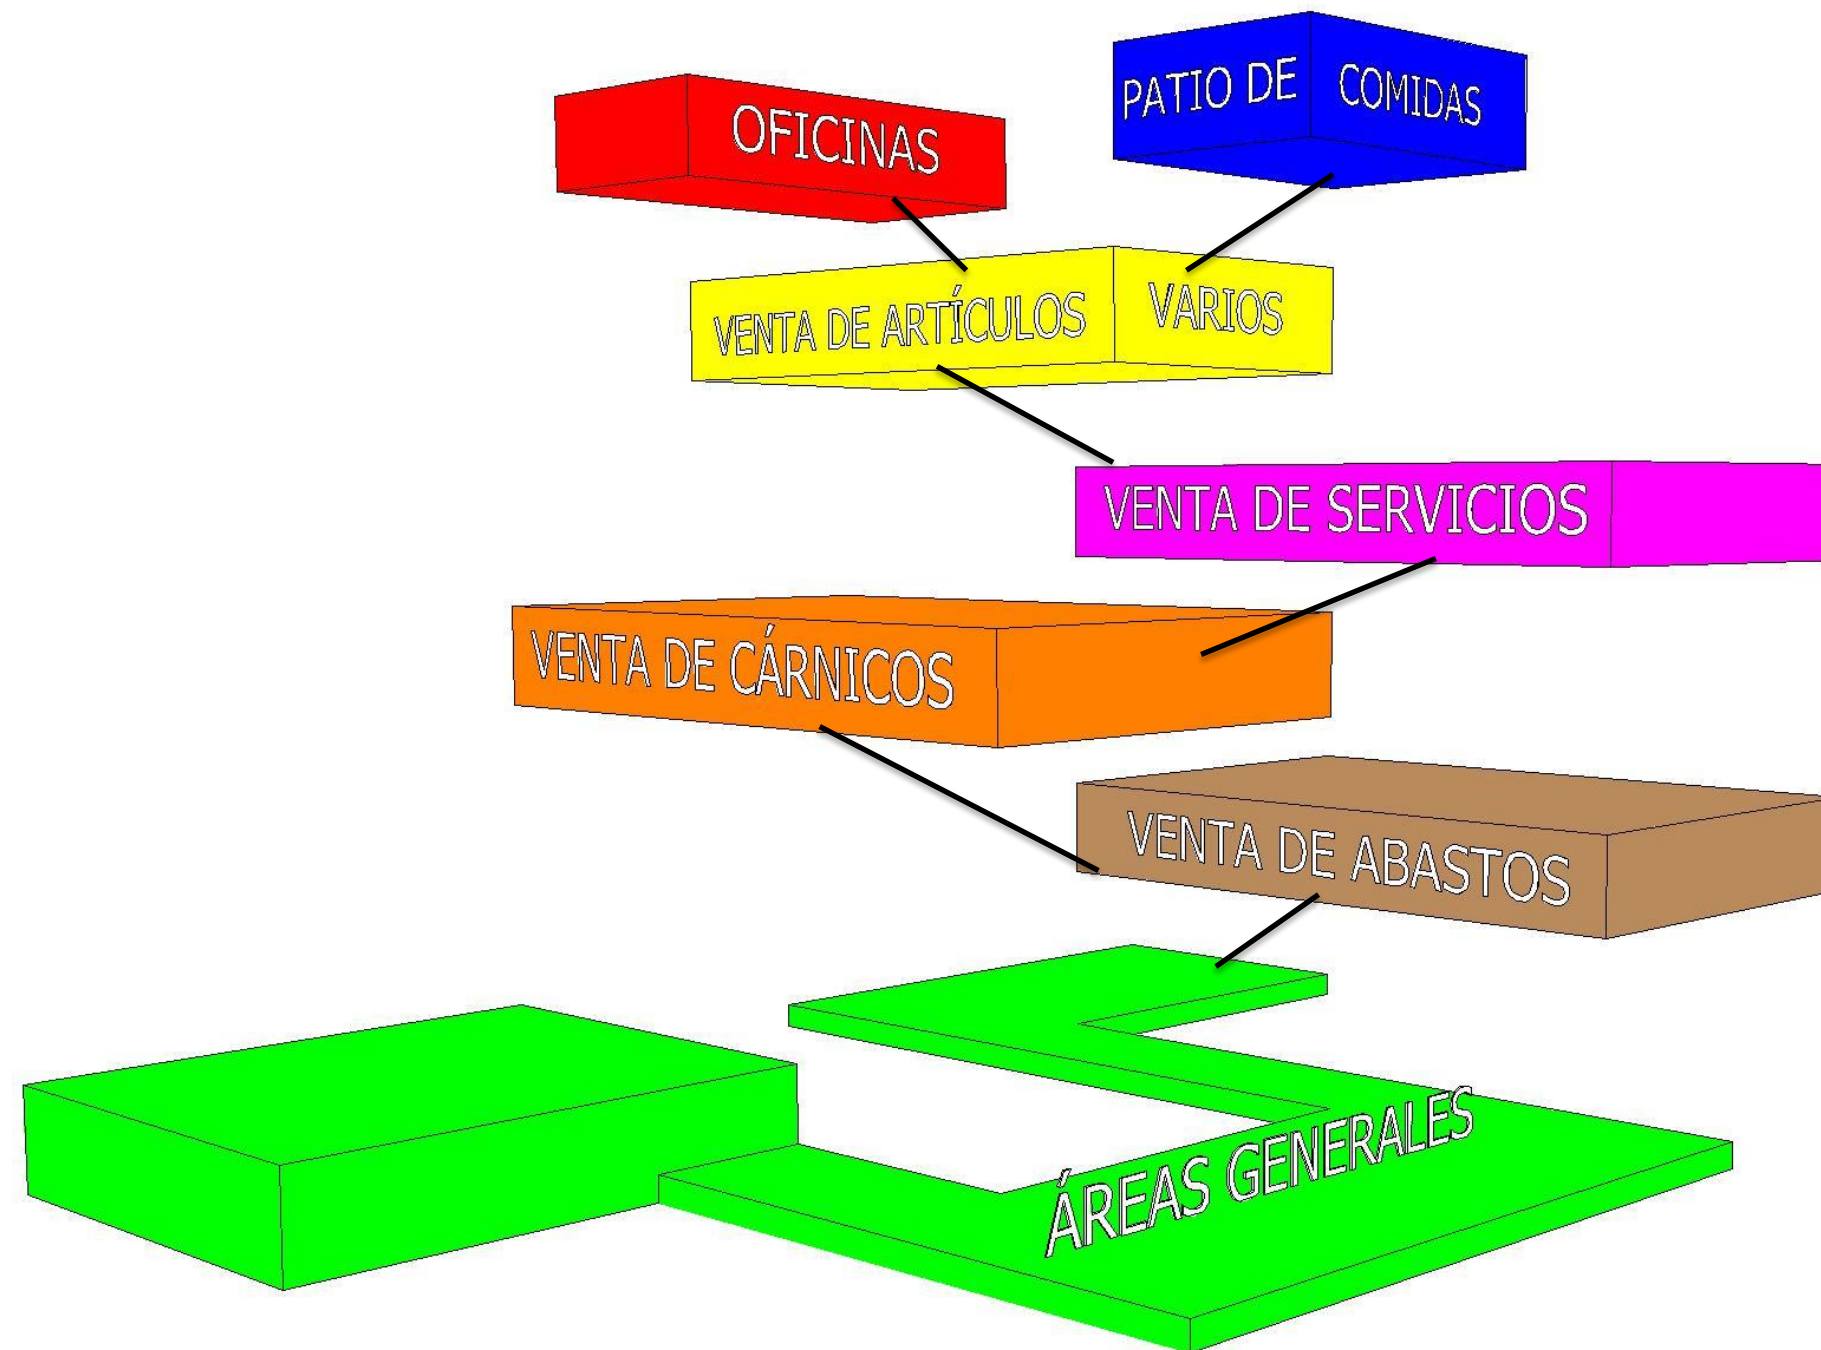 PATIO DE COMIDAS
OFICINAS
VENTA DE ARTÍCULOS VARIOS
VENTA DE SERVICIOS
VENTA DE CÁRNICOS
VENTA DE ABASTOS
ÁREAS GENERALES